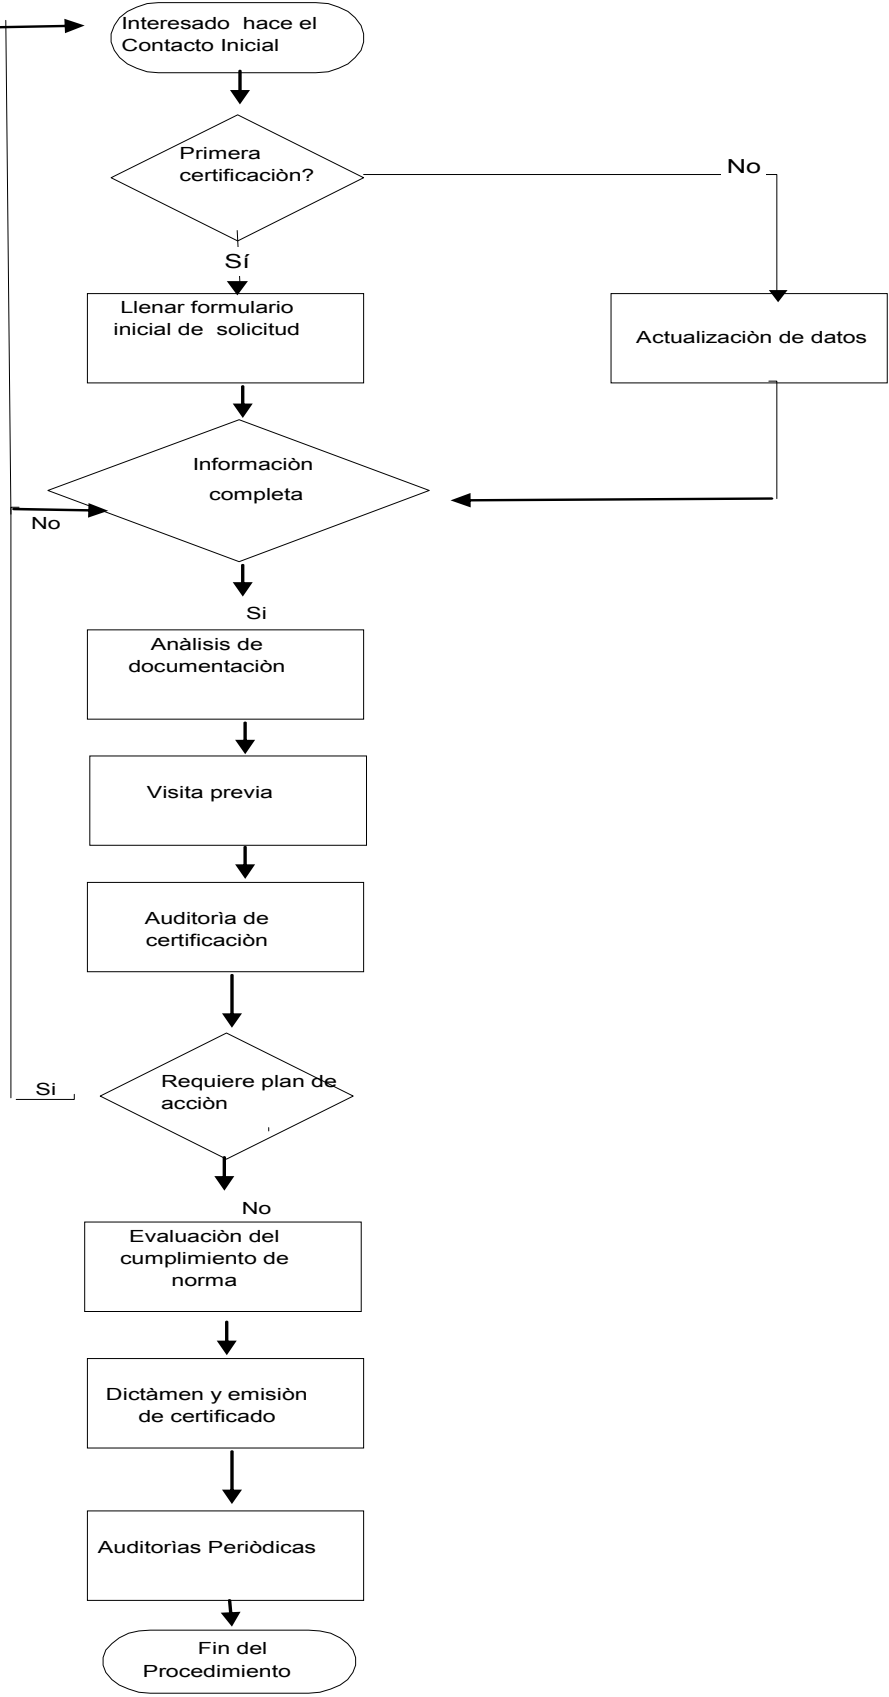 Interesado  hace el
Contacto Inicial
Primera
certificaciòn?
No
Sí
Llenar formulario
inicial de  solicitud
Actualizaciòn de datos
Informaciòn
completa
No
Si
Anàlisis de
documentaciòn
Visita previa
Auditorìa de
certificaciòn
Requiere plan de
acciòn
Si
No
Evaluaciòn del
cumplimiento de
norma
Dictàmen y emisiòn
de certificado
Auditorìas Periòdicas
Fin del
Procedimiento